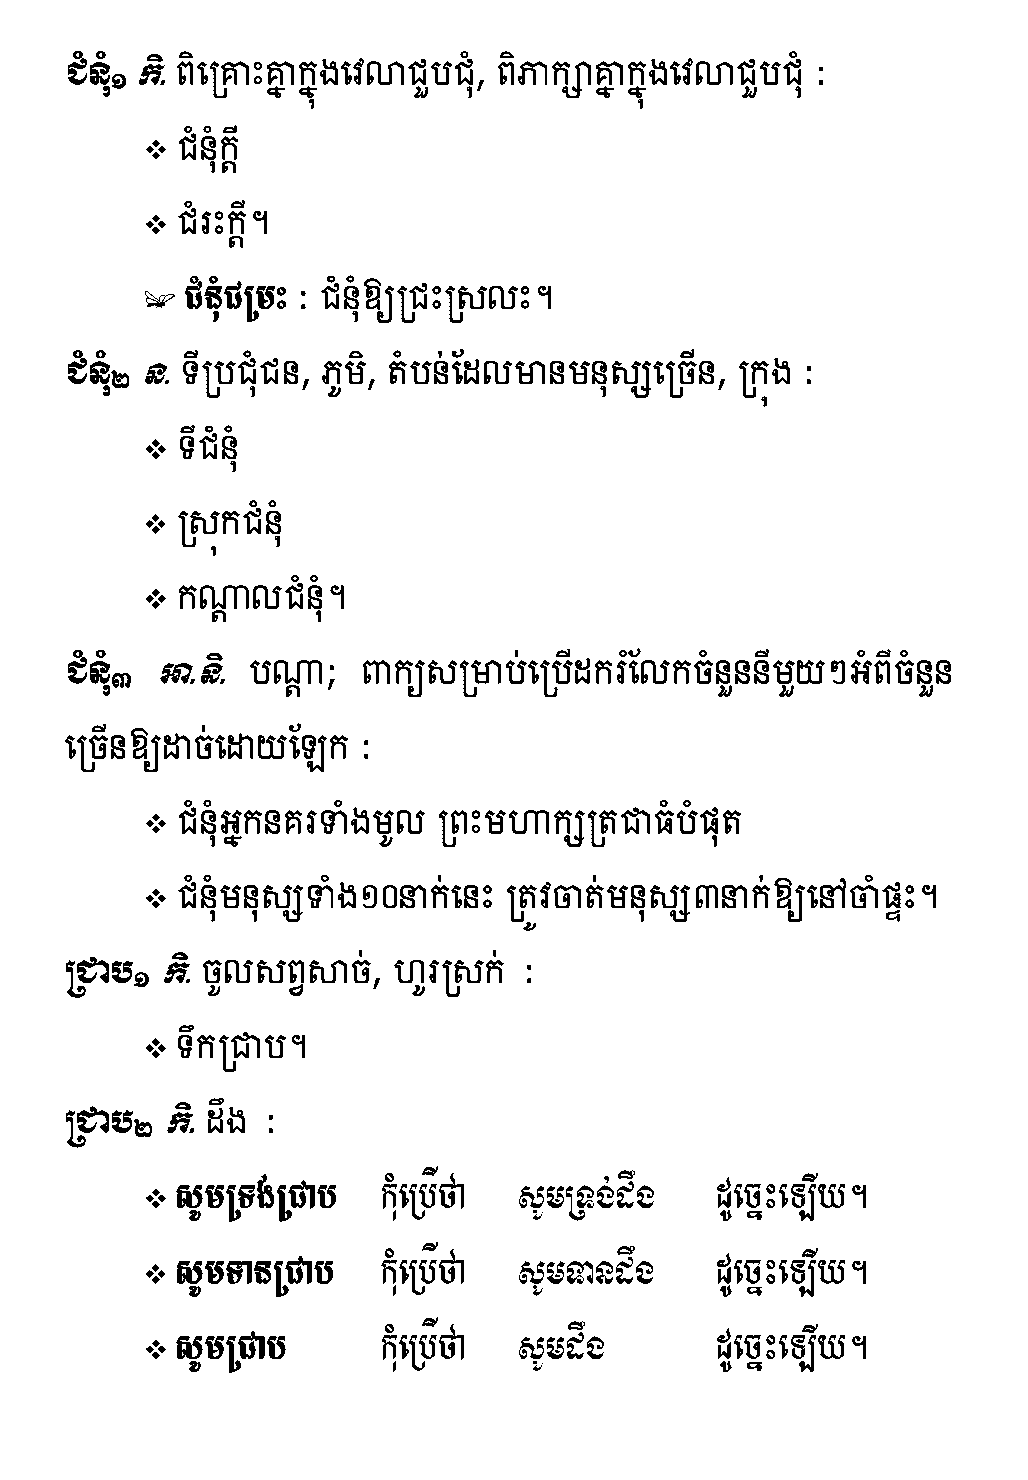 ជំនុំ១ កិ. ពិគ្រោះគ្នាក្នុងវេលាជួបជុំ, ពិភាក្សាគ្នាក្នុងវេលាជួបជុំ :
❖ ជំនុំក្ដី
❖ ជំរះក្ដី។
ជំនុំជម្រះ : ជំនុំឱ្យជ្រះស្រលះ។
ជំនុំ២ ន. ទីប្រជុំជន, ភូមិ, តំបន់ដែលមានមនុស្សច្រើន, ក្រុង :
❖ ទីជំនុំ
❖ ស្រុកជំនុំ
❖ កណ្ដាលជំនុំ។
ជំនុំ៣ អា.និ. បណ្ដា; ពាក្យសម្រាប់ប្រើដករំលែកចំនួននីមួយៗអំពីចំនួន
ច្រើនឱ្យដាច់ដោយឡែក :
❖ ជំនុំអ្នកនគរទាំងមូល ព្រះមហាក្សត្រជាធំបំផុត
❖ ជំនុំមនុស្សទាំង១០នាក់នេះ ត្រូវចាត់មនុស្ស៣នាក់ឱ្យនៅចាំផ្ទះ។
ជ្រាប១ កិ. ចូលសព្វសាច់, ហូរស្រក់ :
❖ ទឹកជ្រាប។
ជ្រាប២ កិ. ដឹង :
❖ សូមទ្រង់ជ្រាប កុំប្រើថា សូមទ្រង់ដឹង ដូច្នេះឡើយ។
❖ សូមទានជ្រាប កុំប្រើថា សូមទានដឹង ដូច្នេះឡើយ។
❖ សូមជ្រាប កុំប្រើថា សូមដឹង ដូច្នេះឡើយ។